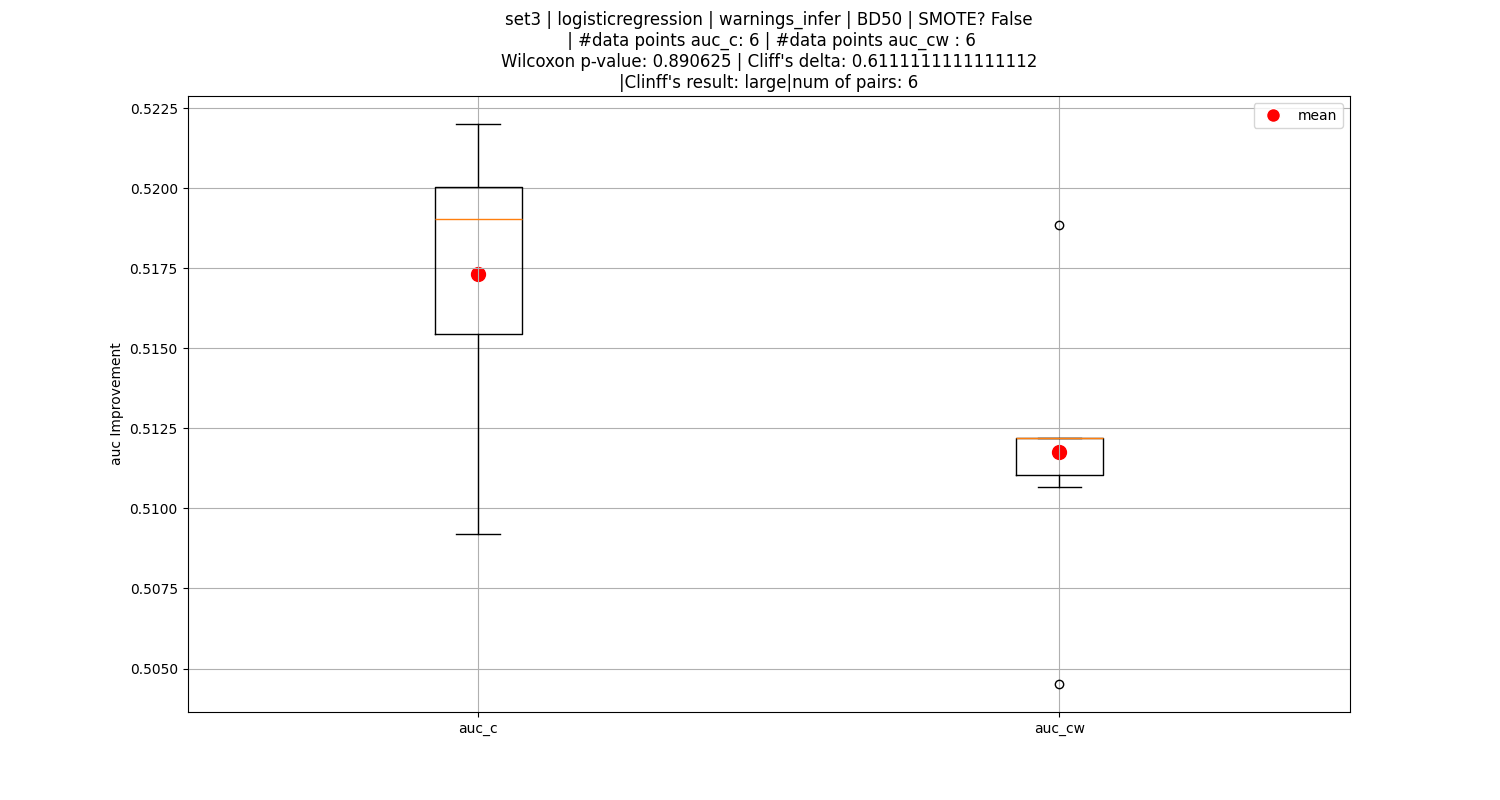 set3 | logisticregression | warnings_infer | BD50 | SMOTE? False
| #data points auc_c: 6 | #data points auc_cw : 6
Wilcoxon p-value: 0.890625 | Cliff's delta: 0.6111111111111112
|Clinff's result: large|num of pairs: 6
mean
0.5225
0.5200
0.5175
0.5150
0.5125
0.5100
0.5075
0.5050
auc Improvement
auc_c
auc_cw